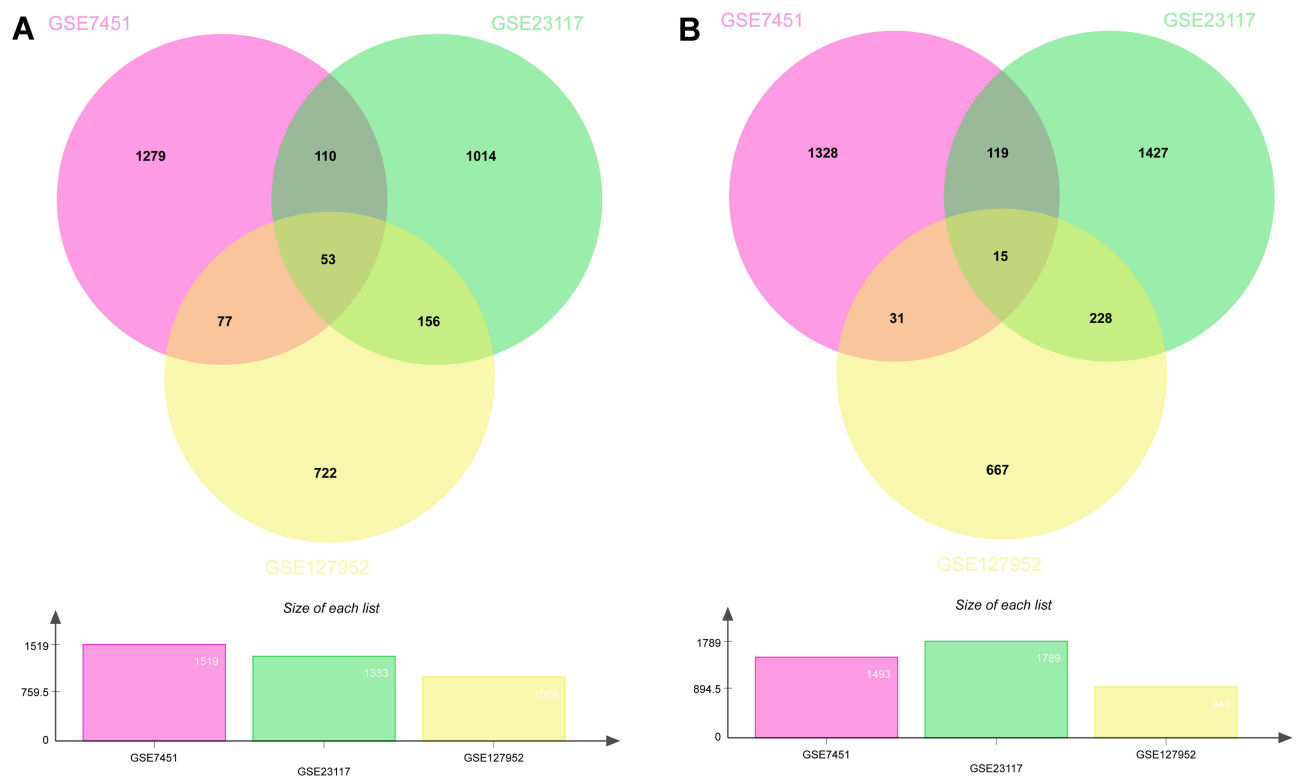 A
GSE7451
GSE23117
1279
110
1014
53
77
156
722
GSE127952
Size of each list
1519
759.5
0
1519
1333
1008
GSE7451
GSE23117
GSE127952
B
GSE7451
GSE23117
1328
119
1427
15
31
228
667
GSE127952
Size of each list
1789
894.5
0
1493
1789
941
GSE7451
GSE23117
GSE127952